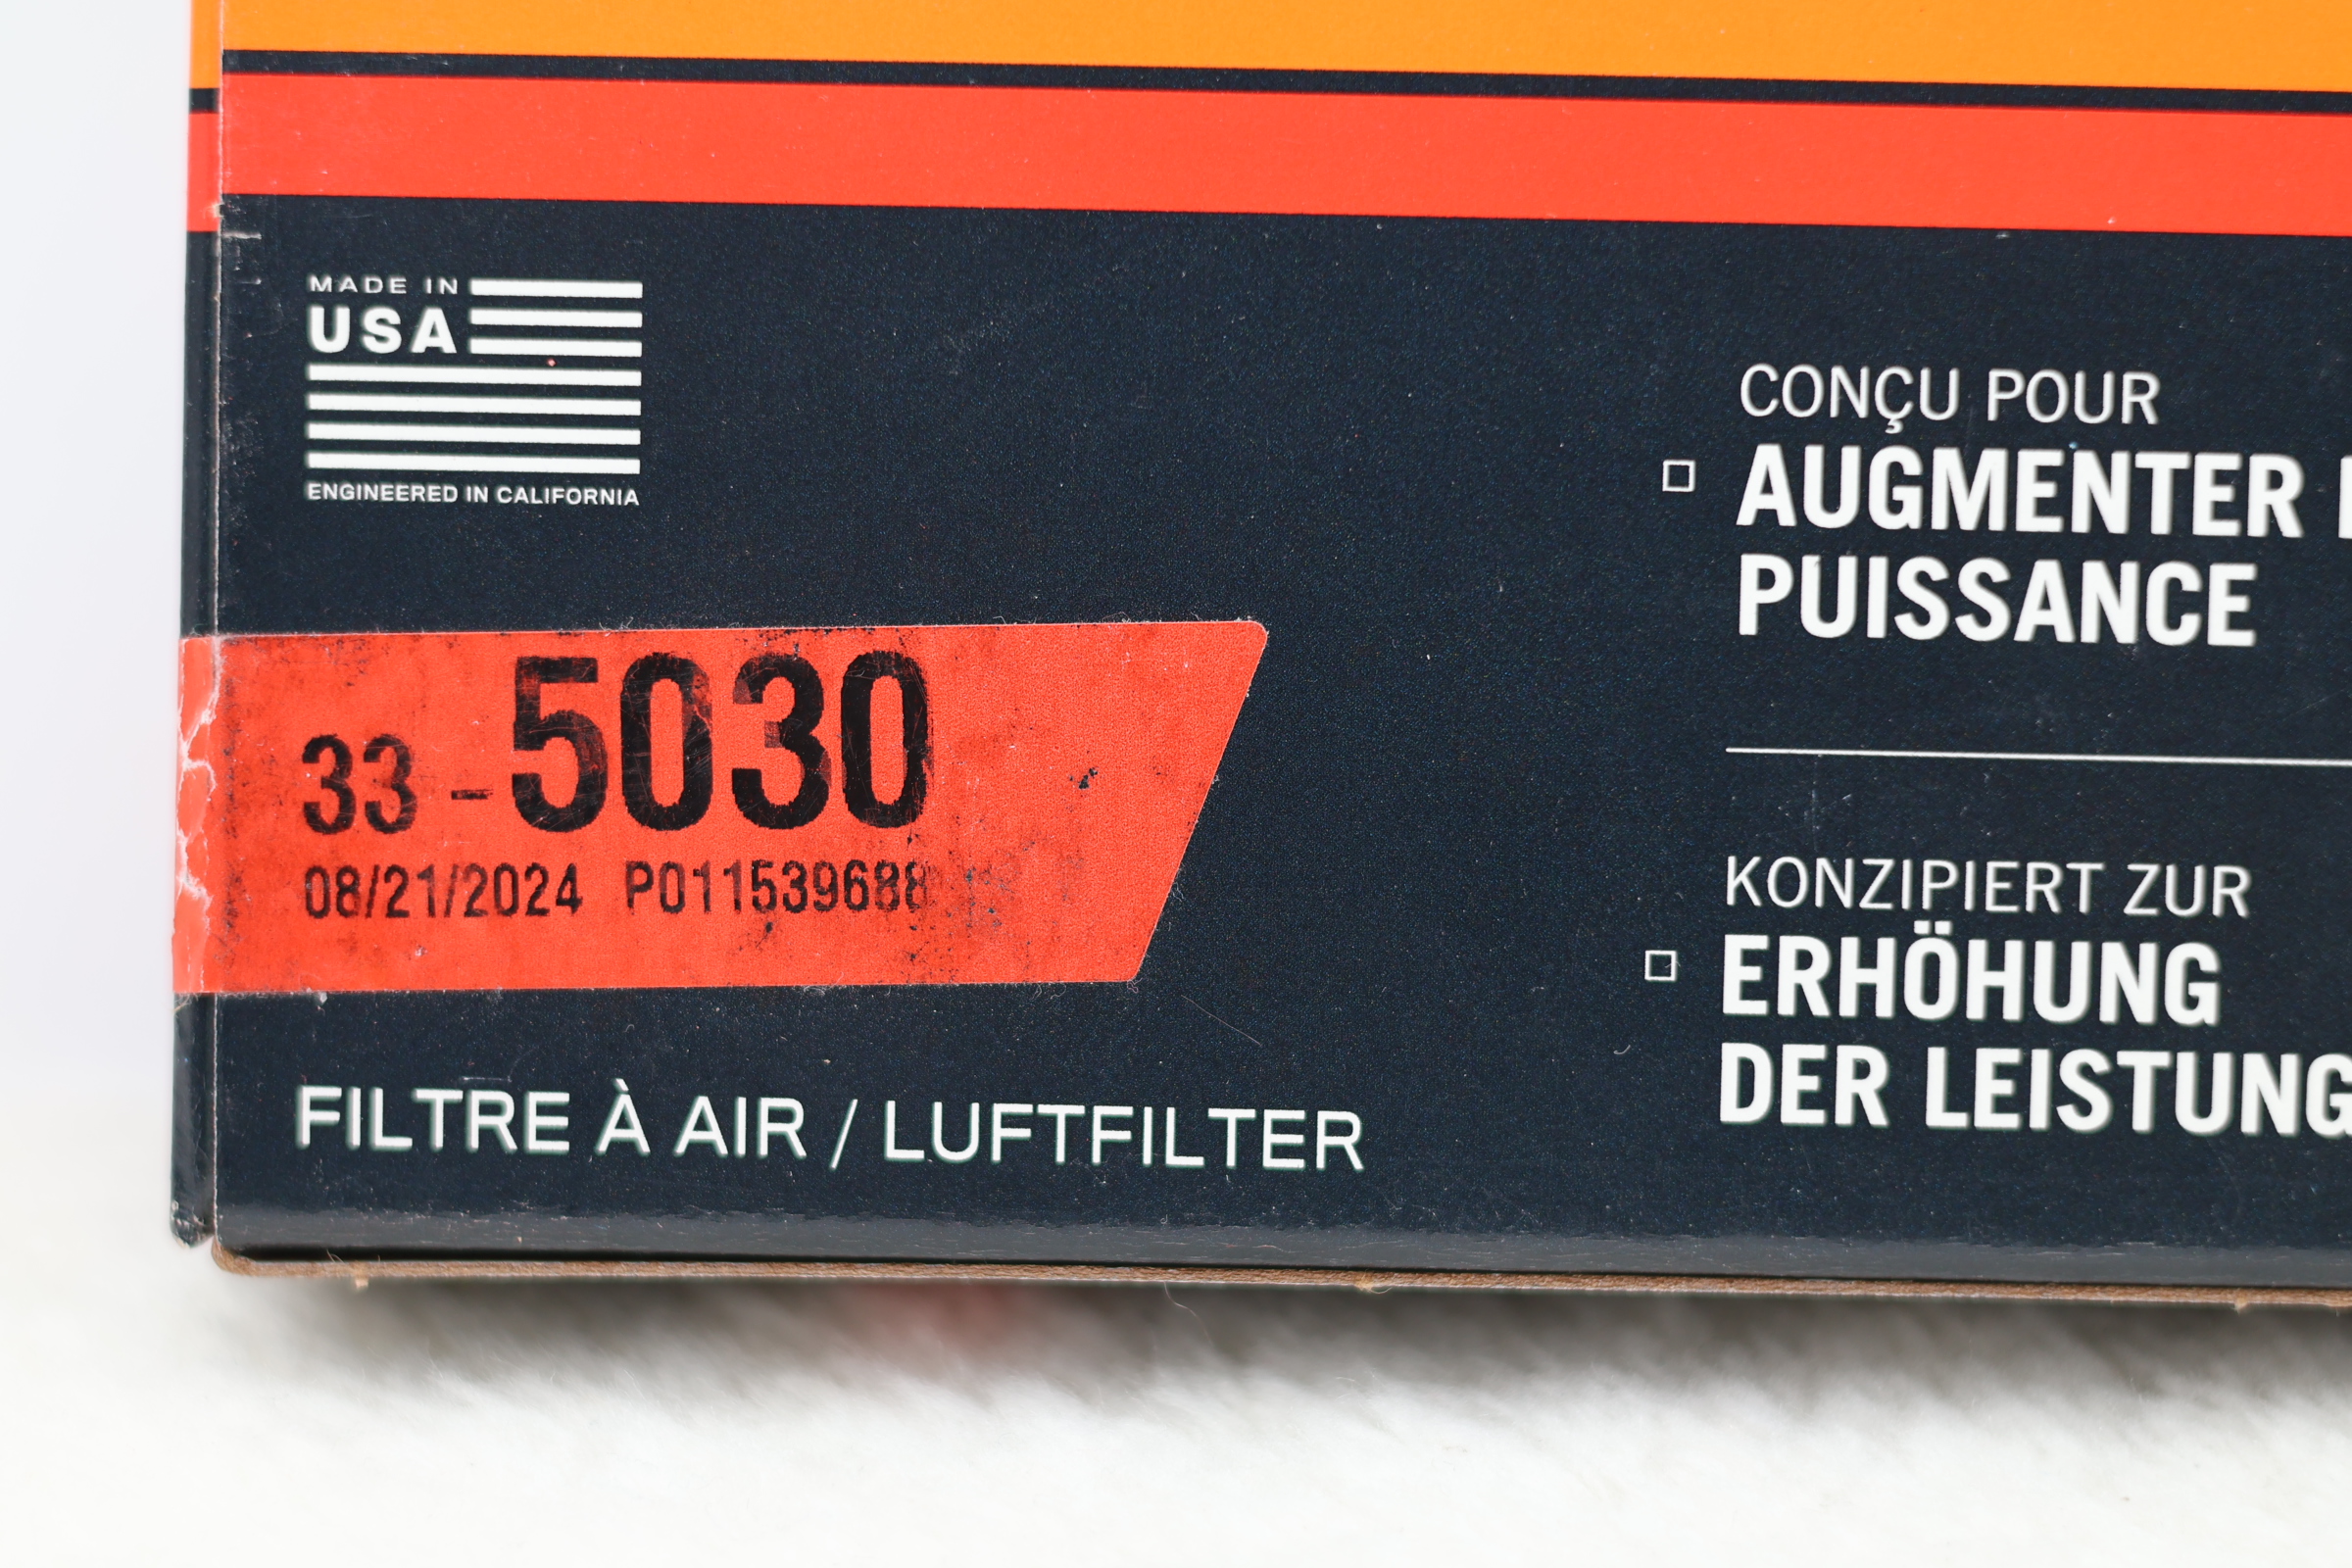 MADE IN
USA
ENGINEERED IN CALIFORNIA
33-5030
08/21/2024 P011539688
FILTRE À AIR / LUFTFILTER
CONÇU POUR
AUGMENTER
PUISSANCE
KONZIPIERT ZUR
ERHÖHUNG
DER LEISTUNG